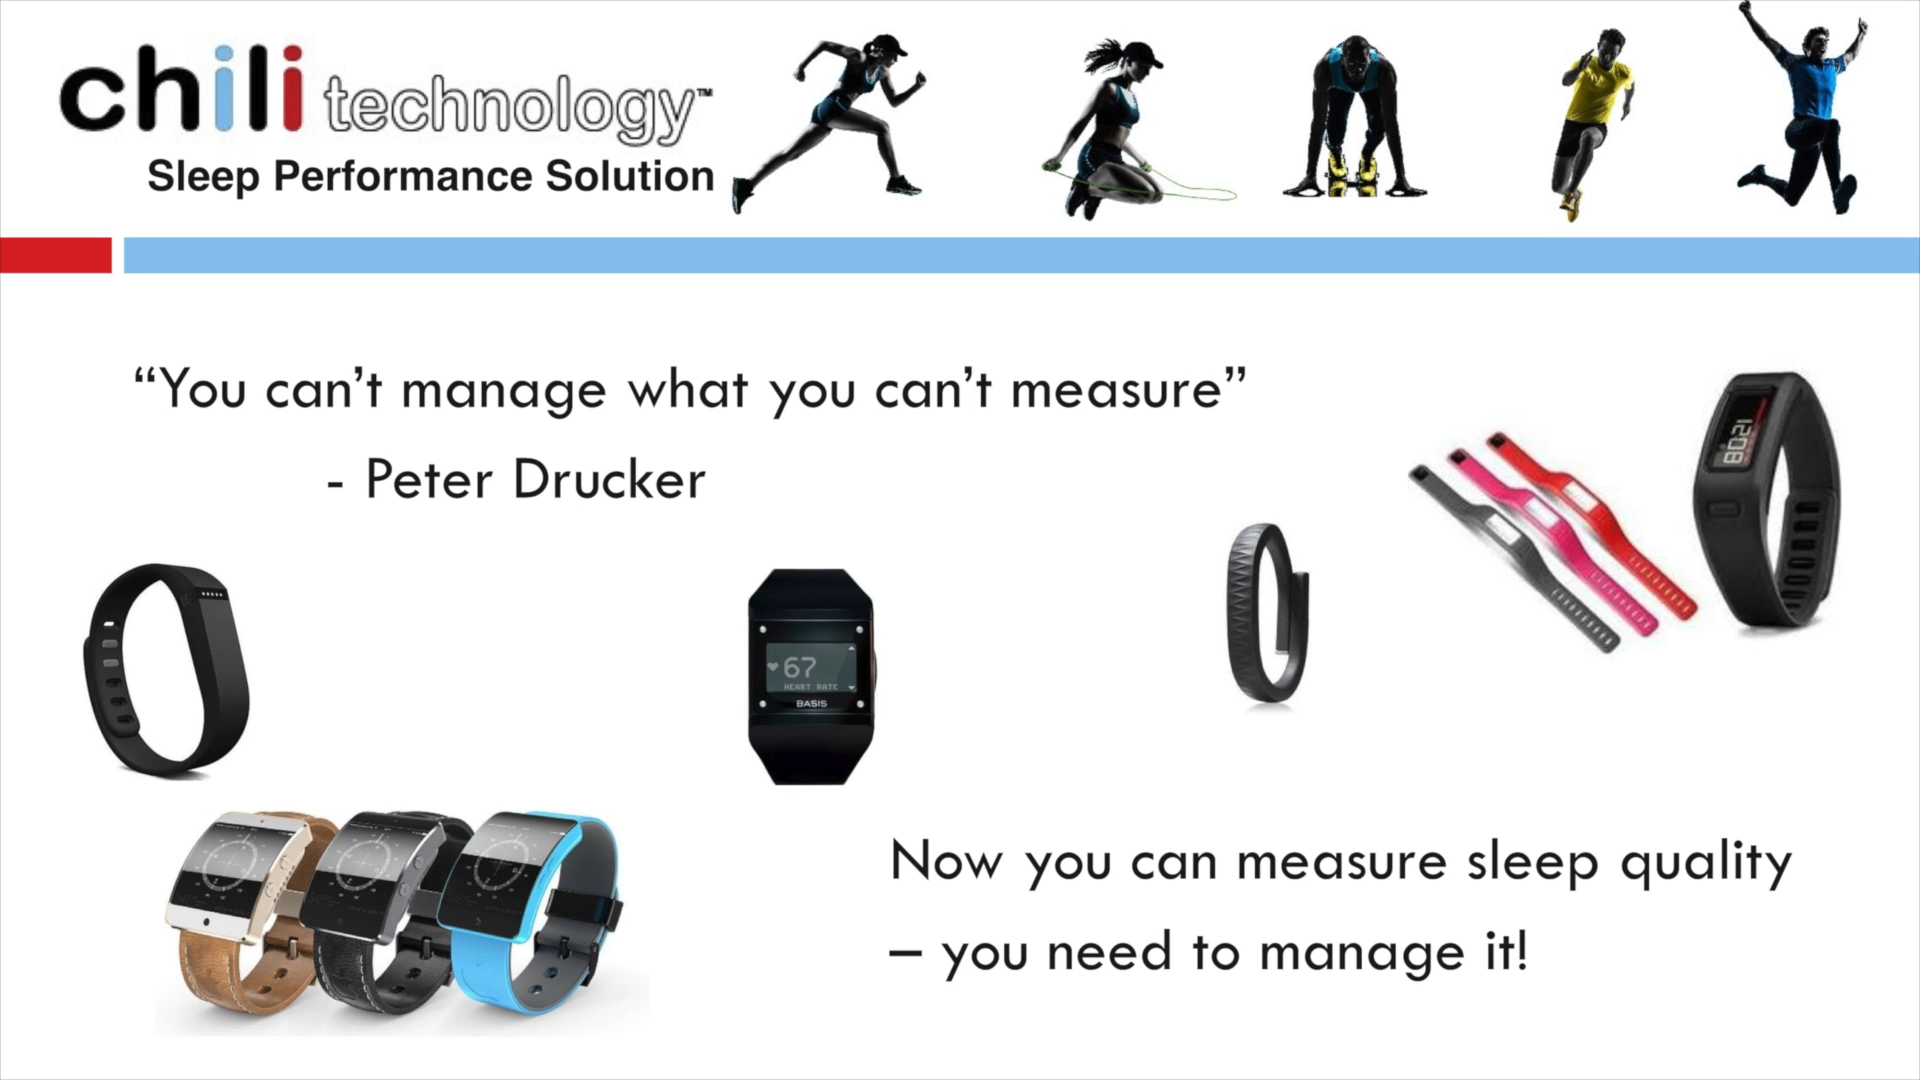 chili technology™
Sleep Performance Solution
“You can’t manage what you can’t measure”
- Peter Drucker
67
HEART RATE
BASIS
Now you can measure sleep quality
– you need to manage it!